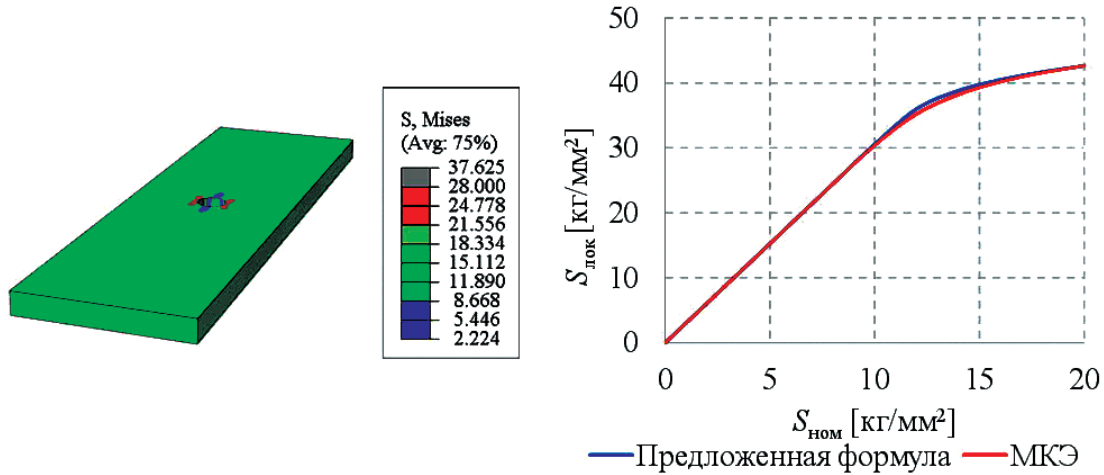 S, Mises
(Avg: 75%)
37.625
28.000
24.778
21.556
18.334
15.112
11.890
8.668
5.446
2.224
50
40
30
20
10
0
Sлок [кг/мм²]
0 5 10 15 20
Sном [кг/мм²]
Предложенная формула МКЭ